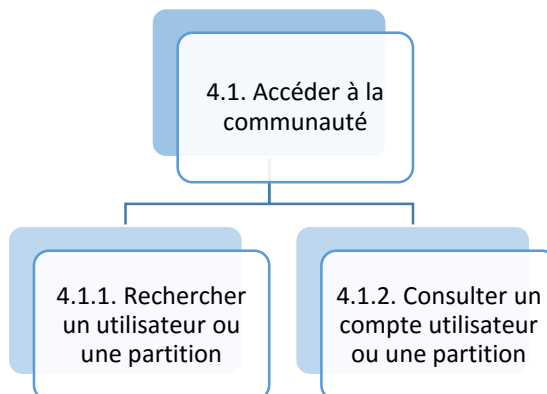 4.1. Accéder à la
communauté
4.1.1. Rechercher
un utilisateur ou
une partition
4.1.2. Consulter un
compte utilisateur
ou une partition